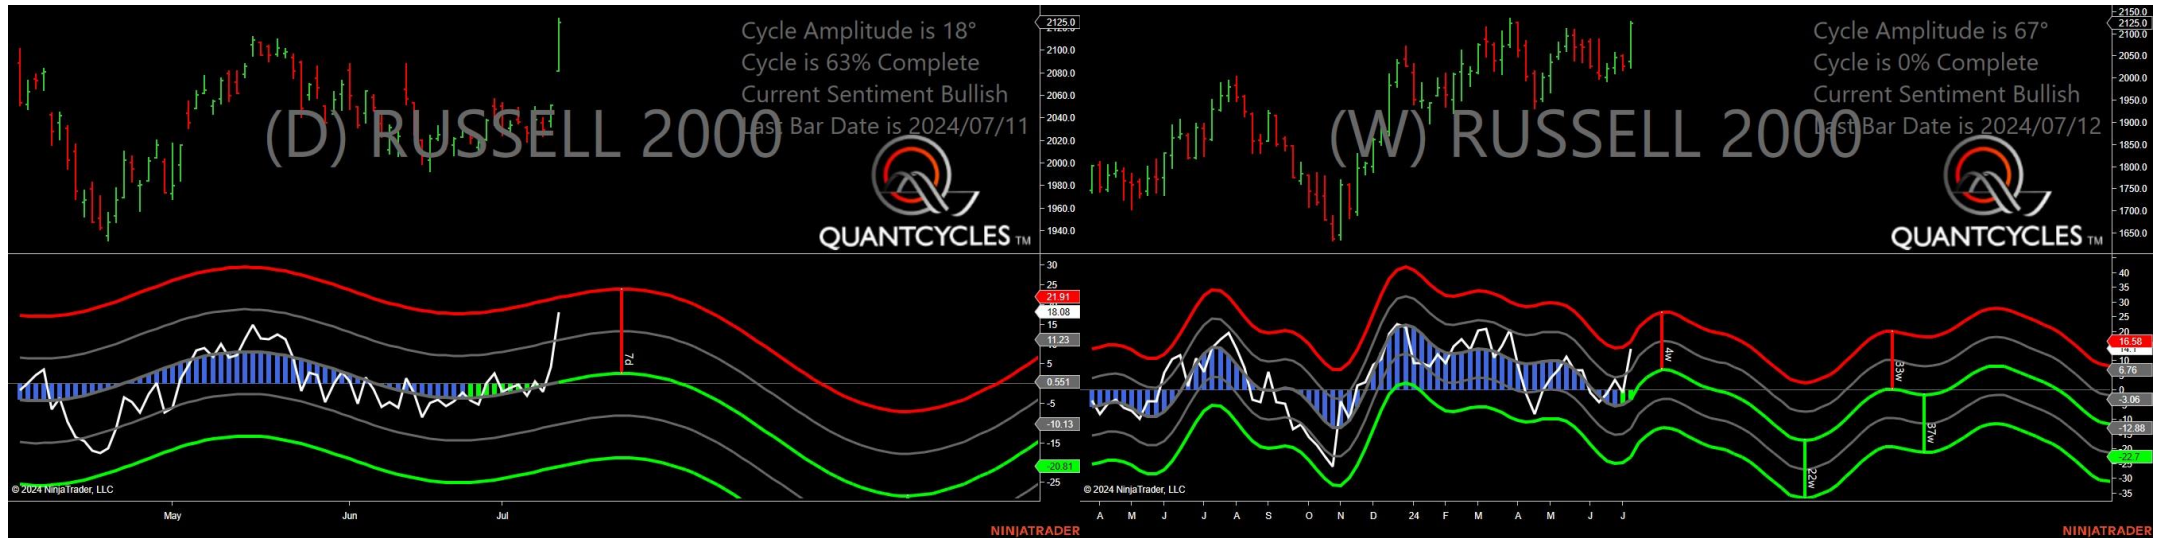 Cycle Amplitude is 18°
Cycle is 63% Complete
Current Sentiment Bullish
Last Bar Date is 2024/07/11
(D) RUSSELL 2000
QUANTCYCLES TM
2125.0
2100.0
2080.0
2060.0
2040.0
2020.0
2000.0
1980.0
1960.0
1940.0
30
25
21.91
18.08
15
11.23
5
0.551
-5
-10.13
-15
-20.81
-25
7d
© 2024 NinjaTrader, LLC
May Jun Jul
NINJATRADER
Cycle Amplitude is 67°
Cycle is 0% Complete
Current Sentiment Bullish
Last Bar Date is 2024/07/12
(W) RUSSELL 2000
QUANTCYCLES TM
2150.0
2125.0
2100.0
2050.0
2000.0
1950.0
1900.0
1850.0
1800.0
1750.0
1700.0
1650.0
40
35
30
25
20
16.58
14.1
10
6.76
0
-3.06
-12.88
-22.7
-30
-35
4w
33w
37w
22w
© 2024 NinjaTrader, LLC
A M J J A S O N D 24 F M A M J J
NINJATRADER